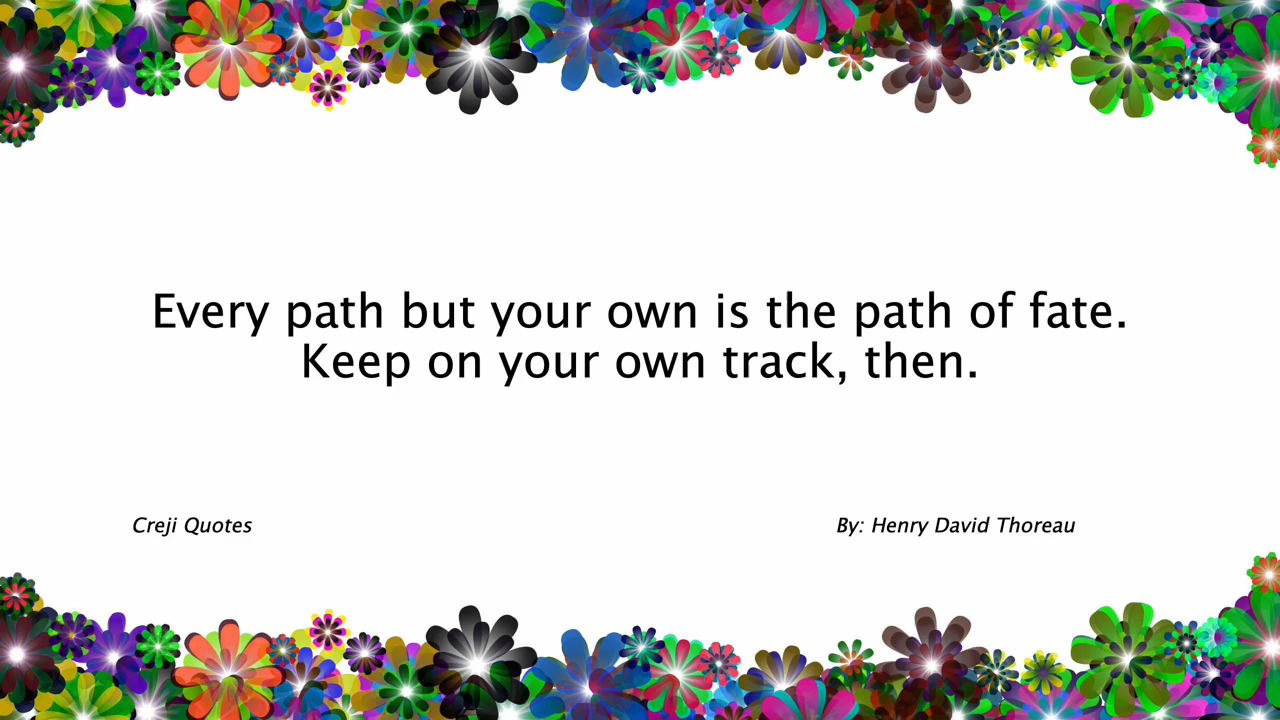 Every path but your own is the path of fate.
Keep on your own track, then.
Creji Quotes
By: Henry David Thoreau